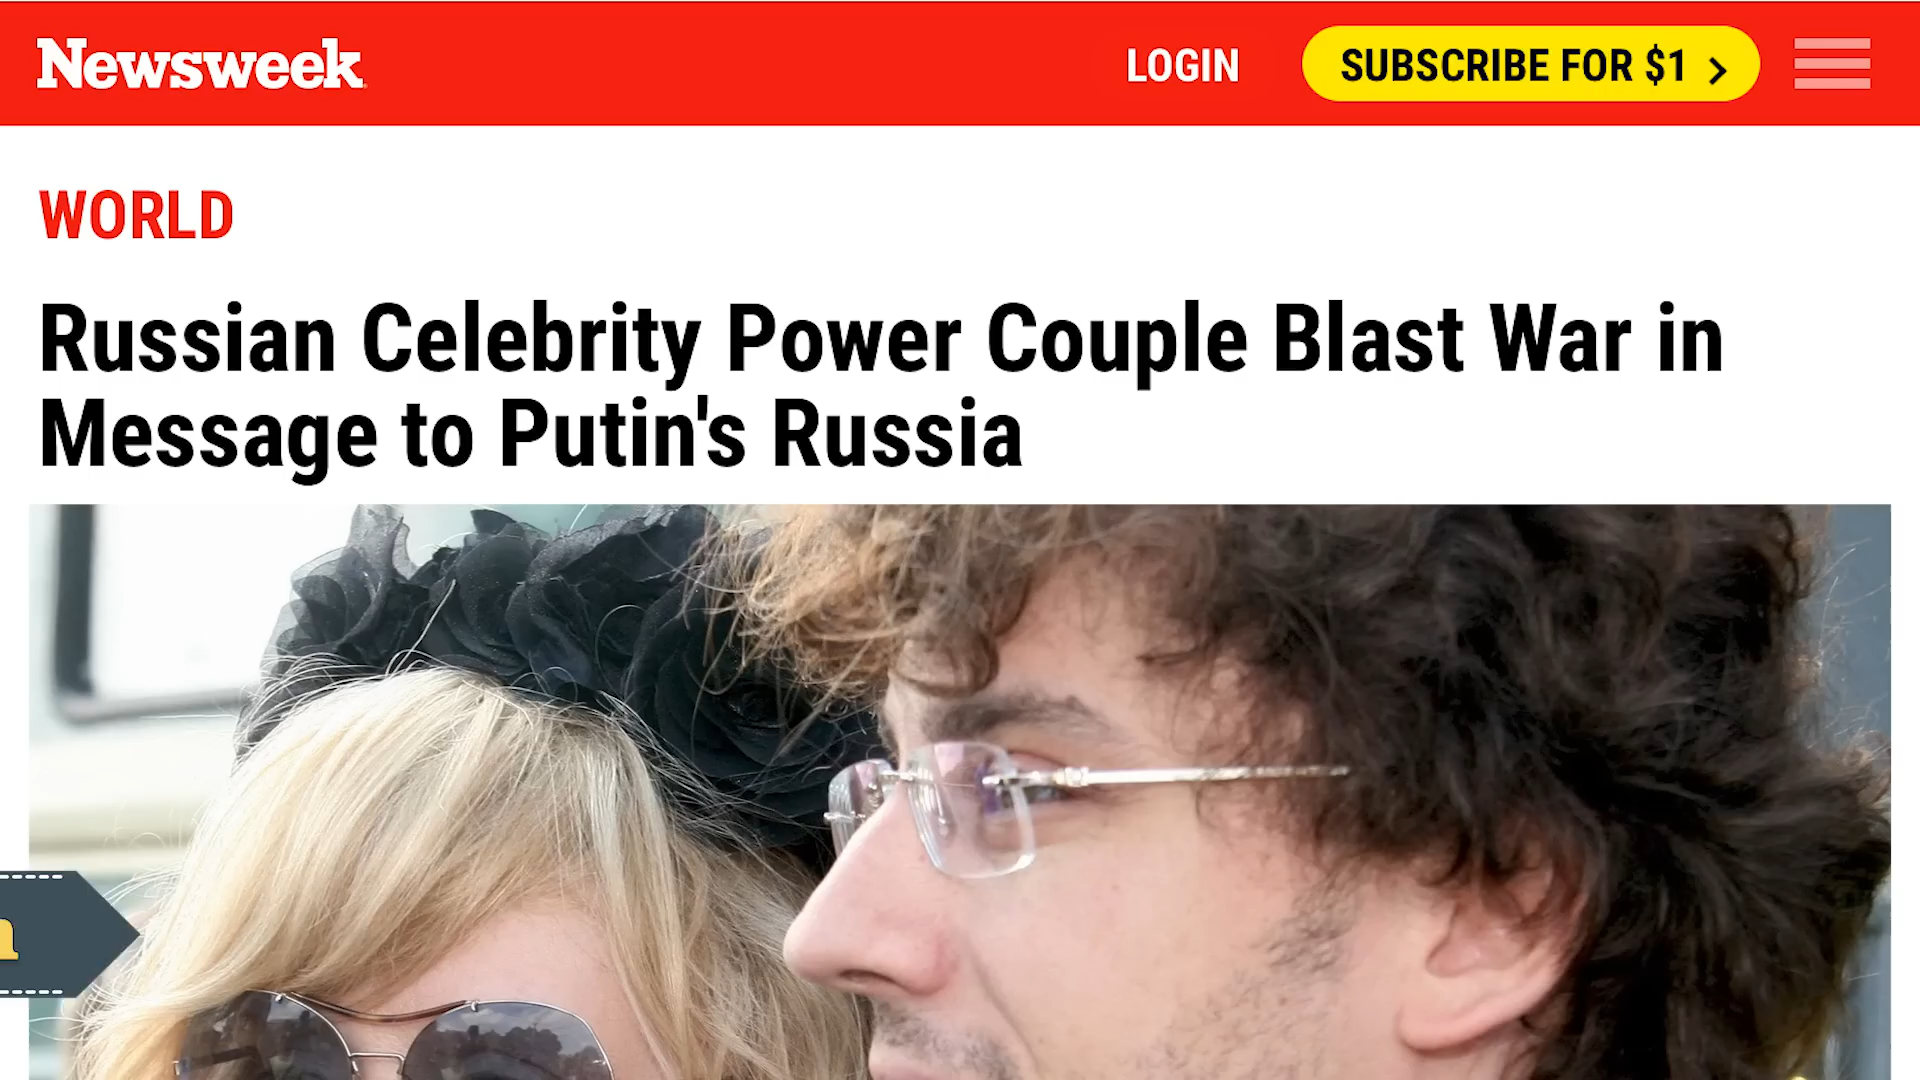 Newsweek
LOGIN
SUBSCRIBE FOR $1
WORLD
Russian Celebrity Power Couple Blast War in
Message to Putin's Russia